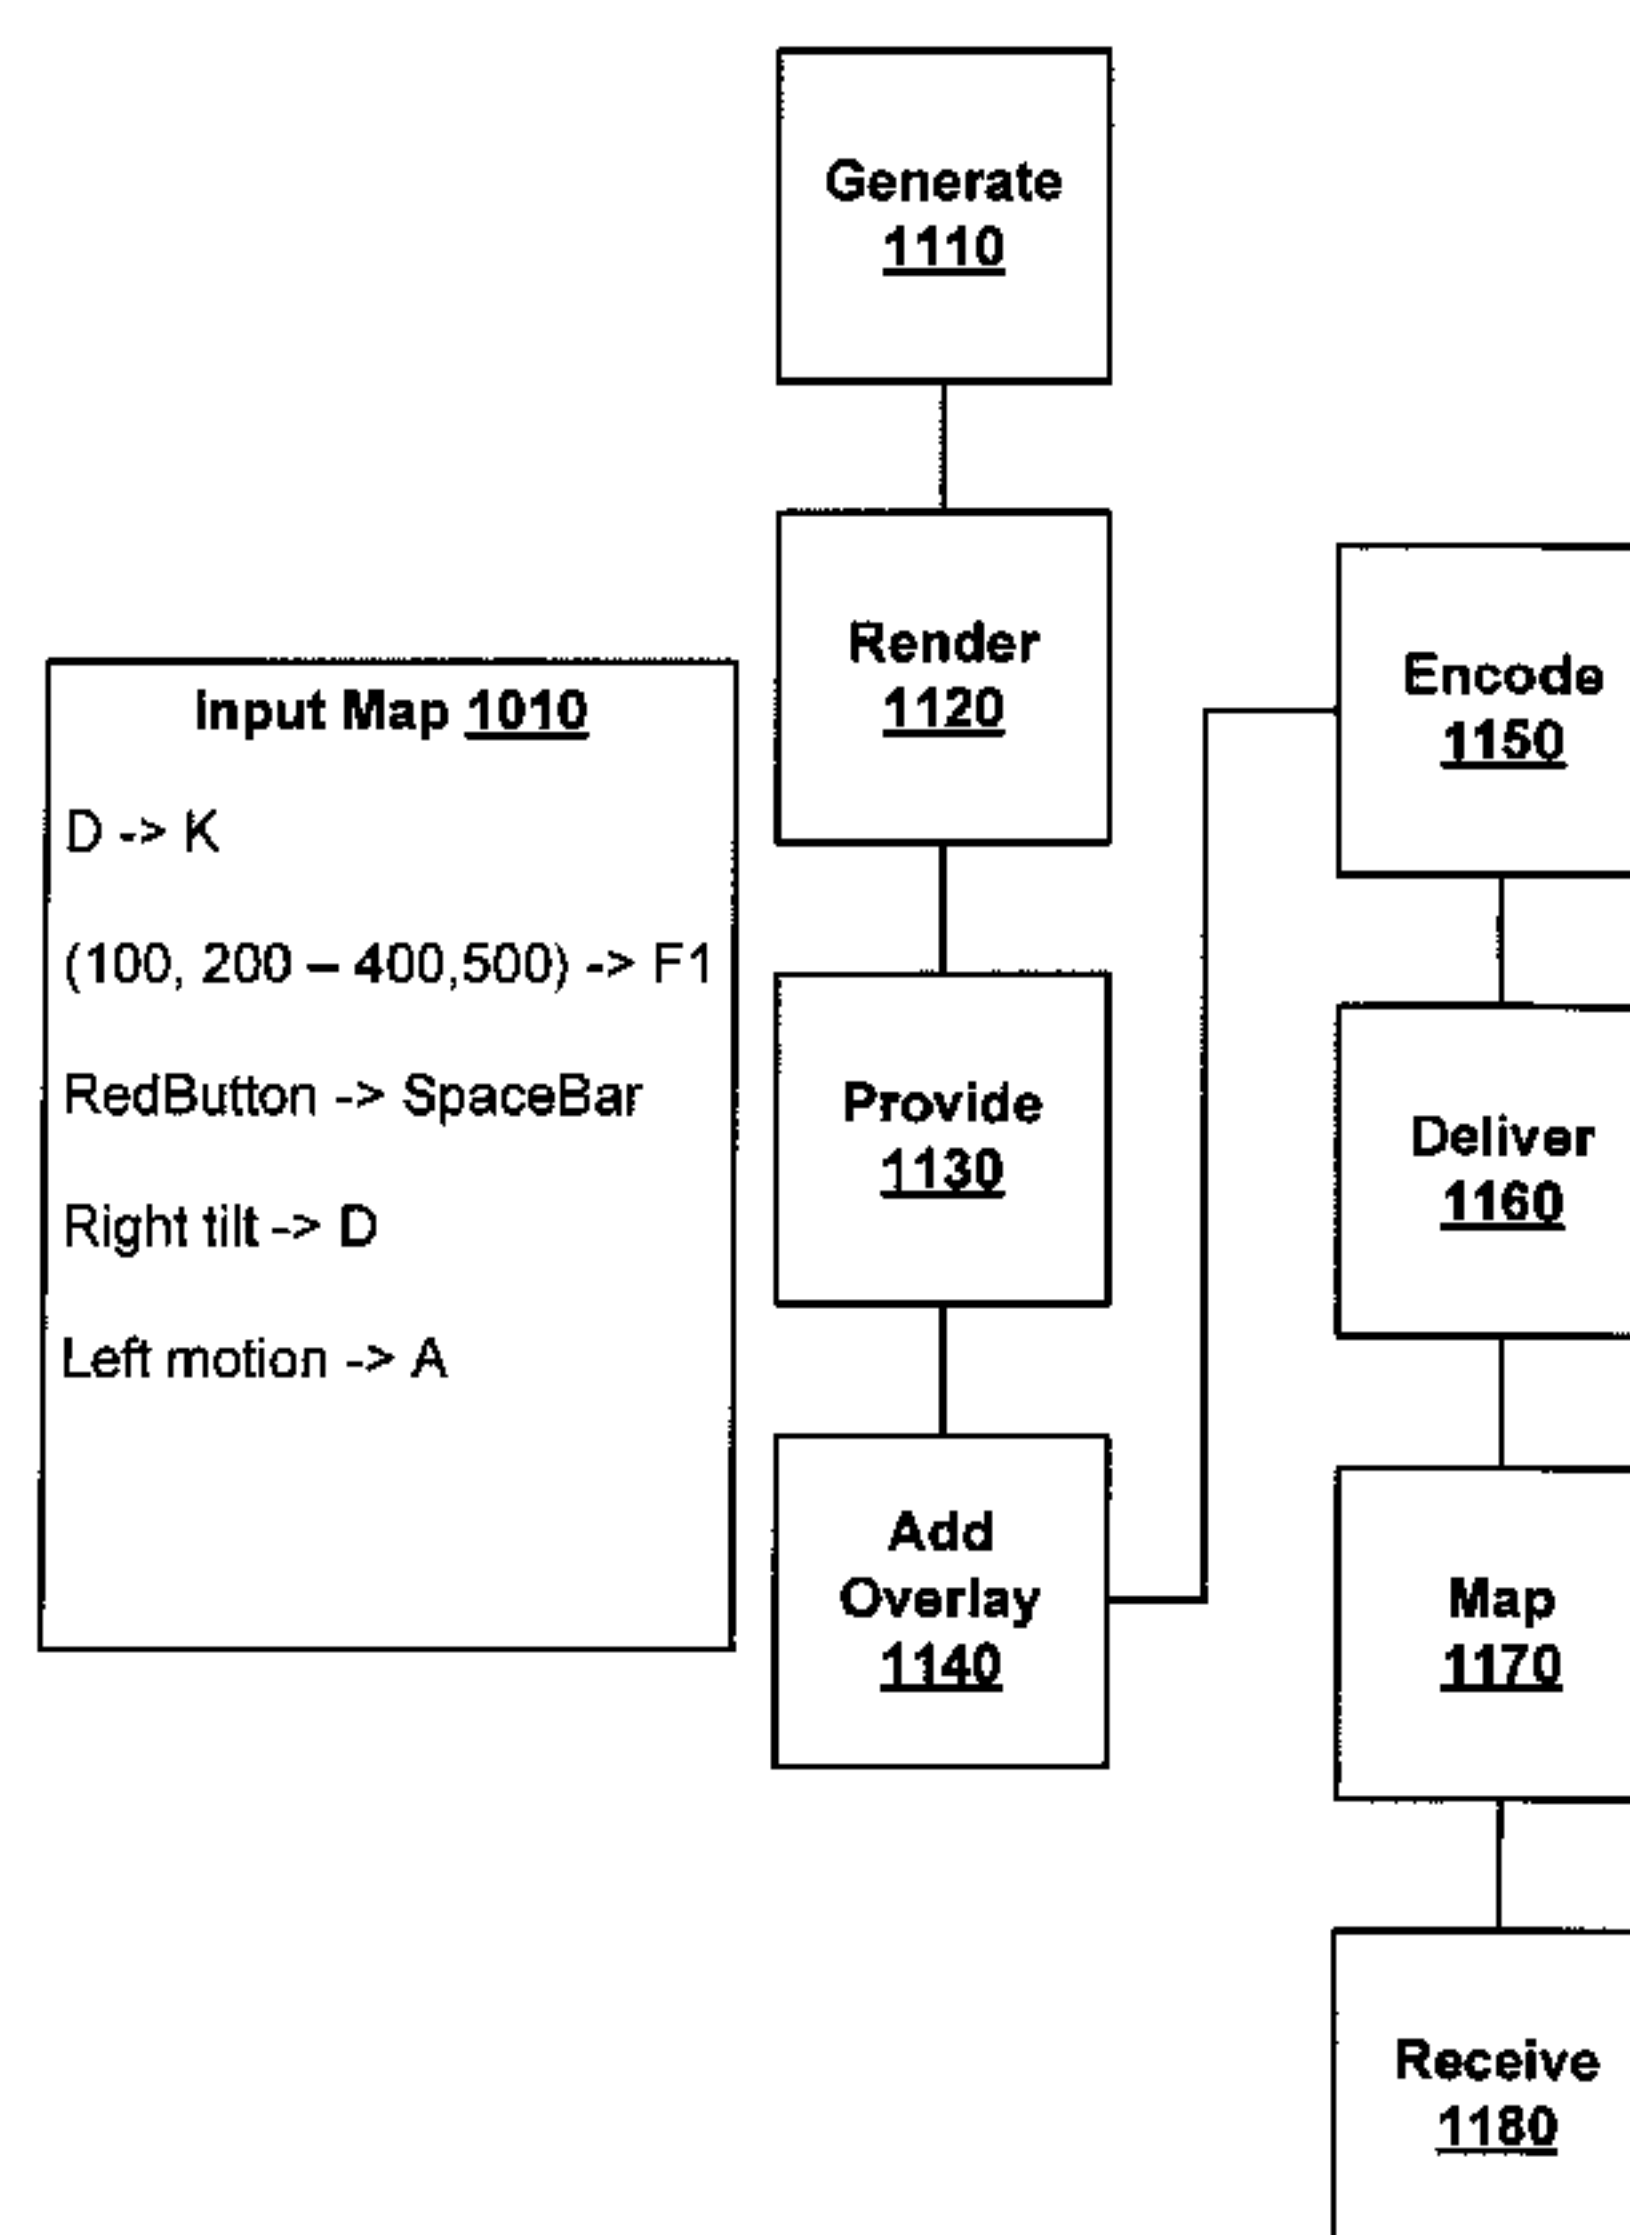 Generate
1110
Render
1120
Input Map 1010
D -> K
(100, 200 – 400,500) -> F1
RedButton -> SpaceBar
Right tilt -> D
Left motion -> A
Provide
1130
Add
Overlay
1140
Encode
1150
Deliver
1160
Map
1170
Receive
1180